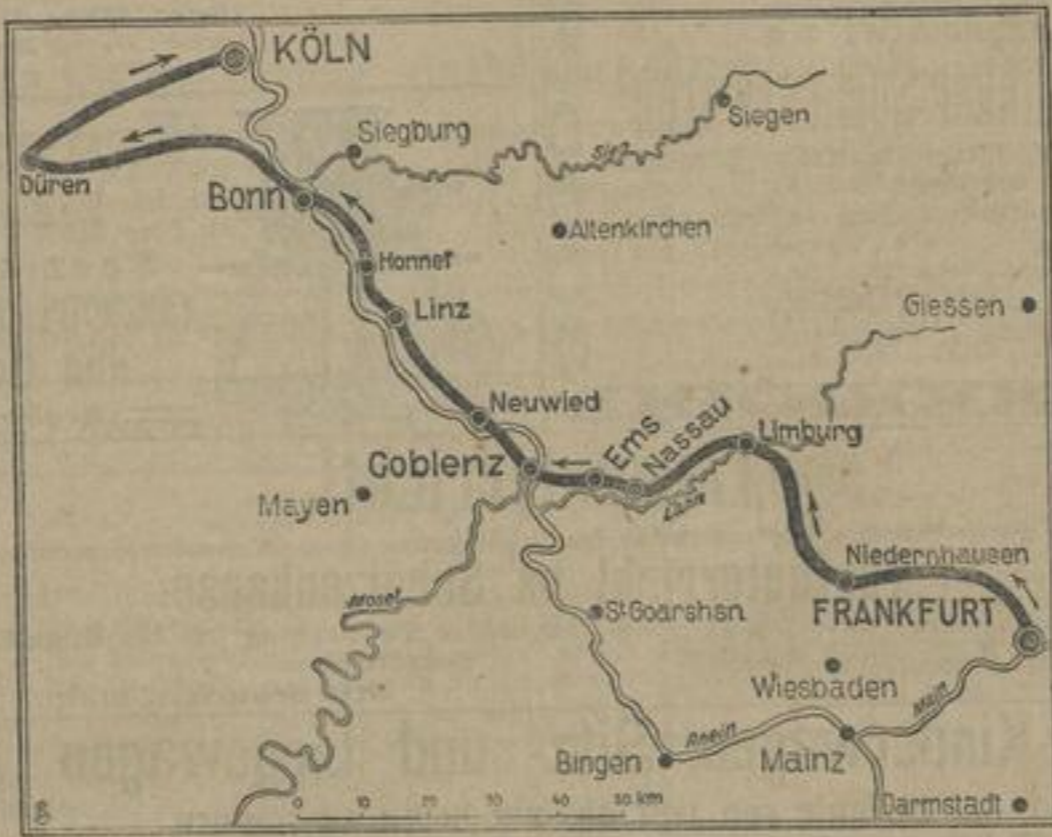 KÖLN
Siegburg
Siegen
Sieg
Düren
Bonn
Altenkirchen
Honnef
Linz
Giessen
Neuwied
Ems
Nassau
Limburg
Coblenz
Lahn
Mayen
Niedernhausen
Mosel
St Goarshsn.
FRANKFURT
Wiesbaden
Main
Rhein
Bingen
Mainz
0 10 20 30 40 50 km
Darmstadt